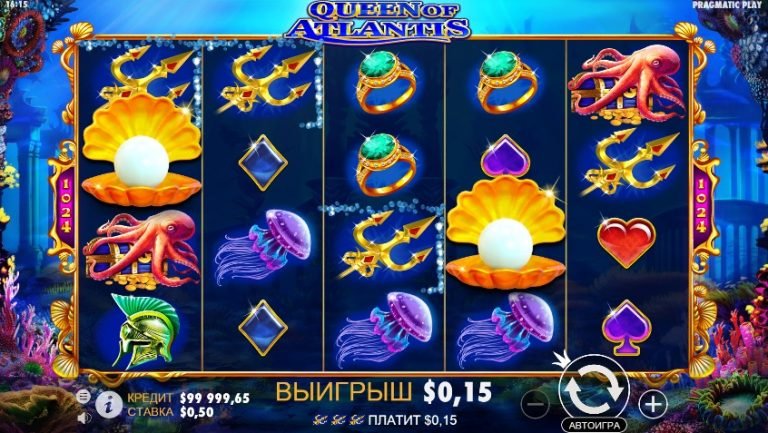 16:15
PRAGMATIC PLAY
QUEEN OF
ATLANTIS
1024
1024
КРЕДИТ $99 999,65
СТАВКА $0,50
ВЫИГРЫШ $0,15
ПЛАТИТ $0,15
АВТОИГРА